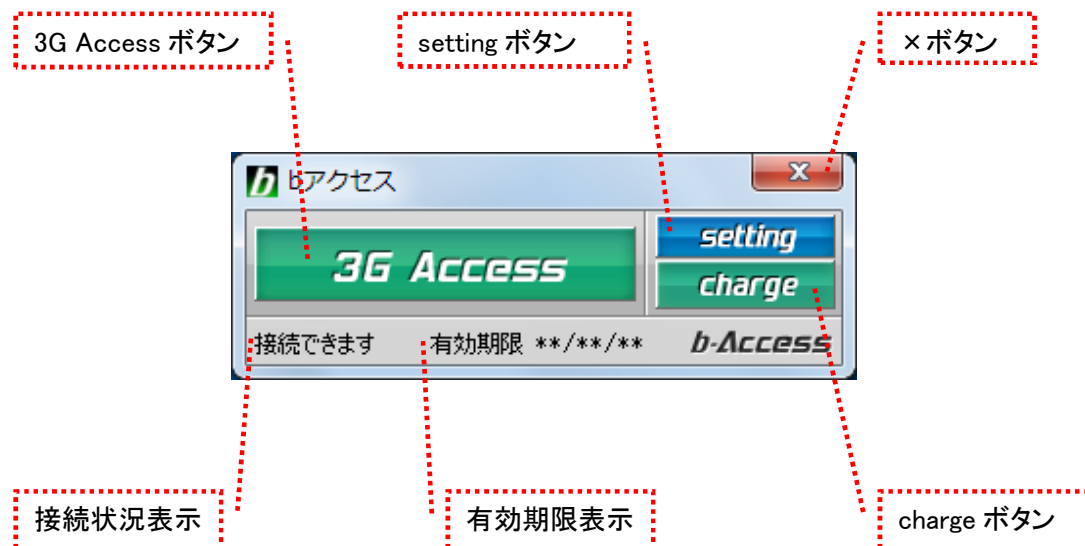 3G Access ボタン
setting ボタン
×ボタン
b bアクセス
x
3G Access
setting
charge
接続できます
有効期限 **/**/**
b-Access
接続状況表示
有効期限表示
charge ボタン